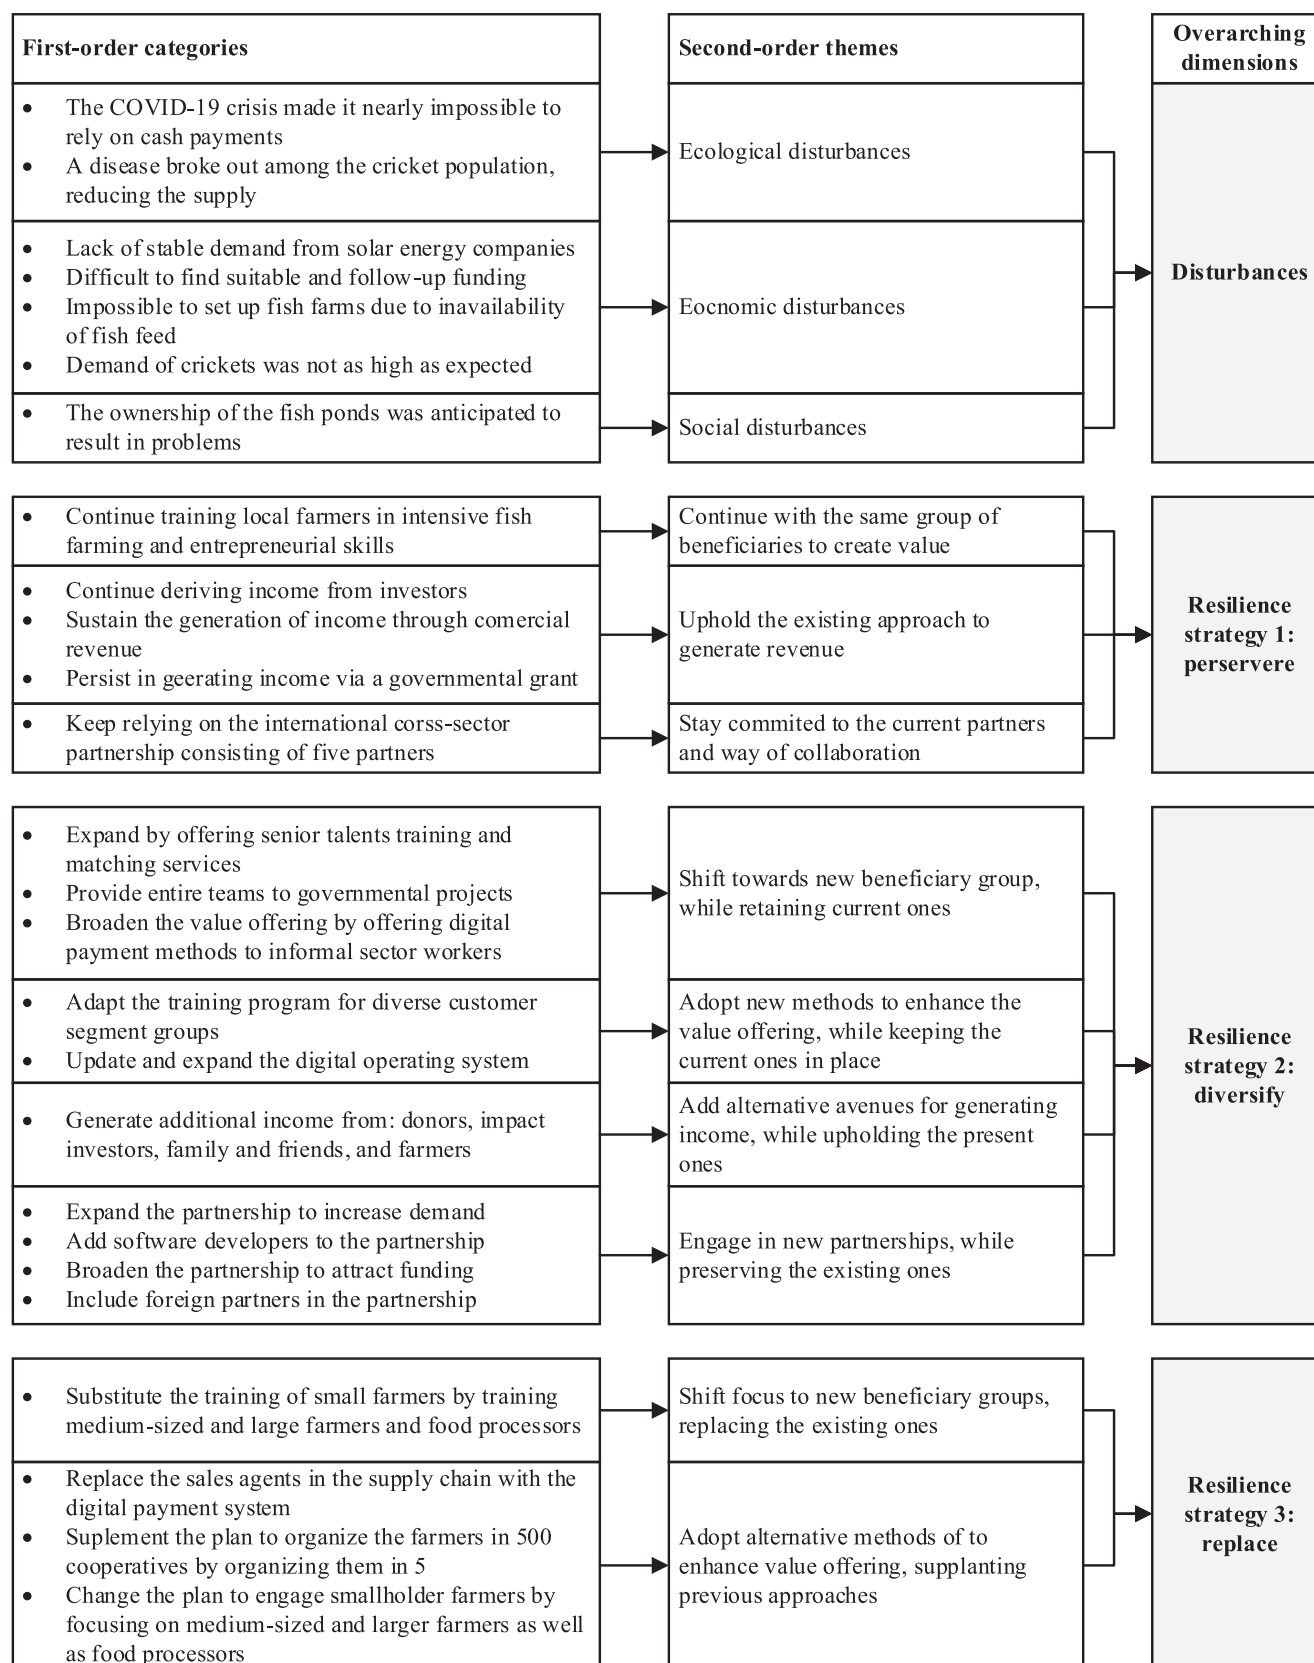 First-order categories
Second-order themes
Overarching
dimensions
• The COVID-19 crisis made it nearly impossible to
rely on cash payments
• A disease broke out among the cricket population,
reducing the supply
Ecological disturbances
• Lack of stable demand from solar energy companies
• Difficult to find suitable and follow-up funding
• Impossible to set up fish farms due to inavailability
of fish feed
• Demand of crickets was not as high as expected
Eocnomic disturbances
• The ownership of the fish ponds was anticipated to
result in problems
Social disturbances
Disturbances
• Continue training local farmers in intensive fish
farming and entrepreneurial skills
Continue with the same group of
beneficiaries to create value
• Continue deriving income from investors
• Sustain the generation of income through comercial
revenue
• Persist in geerating income via a governmental grant
Uphold the existing approach to
generate revenue
• Keep relying on the international corss-sector
partnership consisting of five partners
Stay commited to the current partners
and way of collaboration
Resilience
strategy 1:
perservere
• Expand by offering senior talents training and
matching services
• Provide entire teams to governmental projects
• Broaden the value offering by offering digital
payment methods to informal sector workers
Shift towards new beneficiary group,
while retaining current ones
• Adapt the training program for diverse customer
segment groups
• Update and expand the digital operating system
Adopt new methods to enhance the
value offering, while keeping the
current ones in place
• Generate additional income from: donors, impact
investors, family and friends, and farmers
Add alternative avenues for generating
income, while upholding the present
ones
• Expand the partnership to increase demand
• Add software developers to the partnership
• Broaden the partnership to attract funding
• Include foreign partners in the partnership
Engage in new partnerships, while
preserving the existing ones
Resilience
strategy 2:
diversify
• Substitute the training of small farmers by training
medium-sized and large farmers and food processors
Shift focus to new beneficiary groups,
replacing the existing ones
• Replace the sales agents in the supply chain with the
digital payment system
• Suplement the plan to organize the farmers in 500
cooperatives by organizing them in 5
• Change the plan to engage smallholder farmers by
focusing on medium-sized and larger farmers as well
as food processors
Adopt alternative methods of to
enhance value offering, supplanting
previous approaches
Resilience
strategy 3:
replace